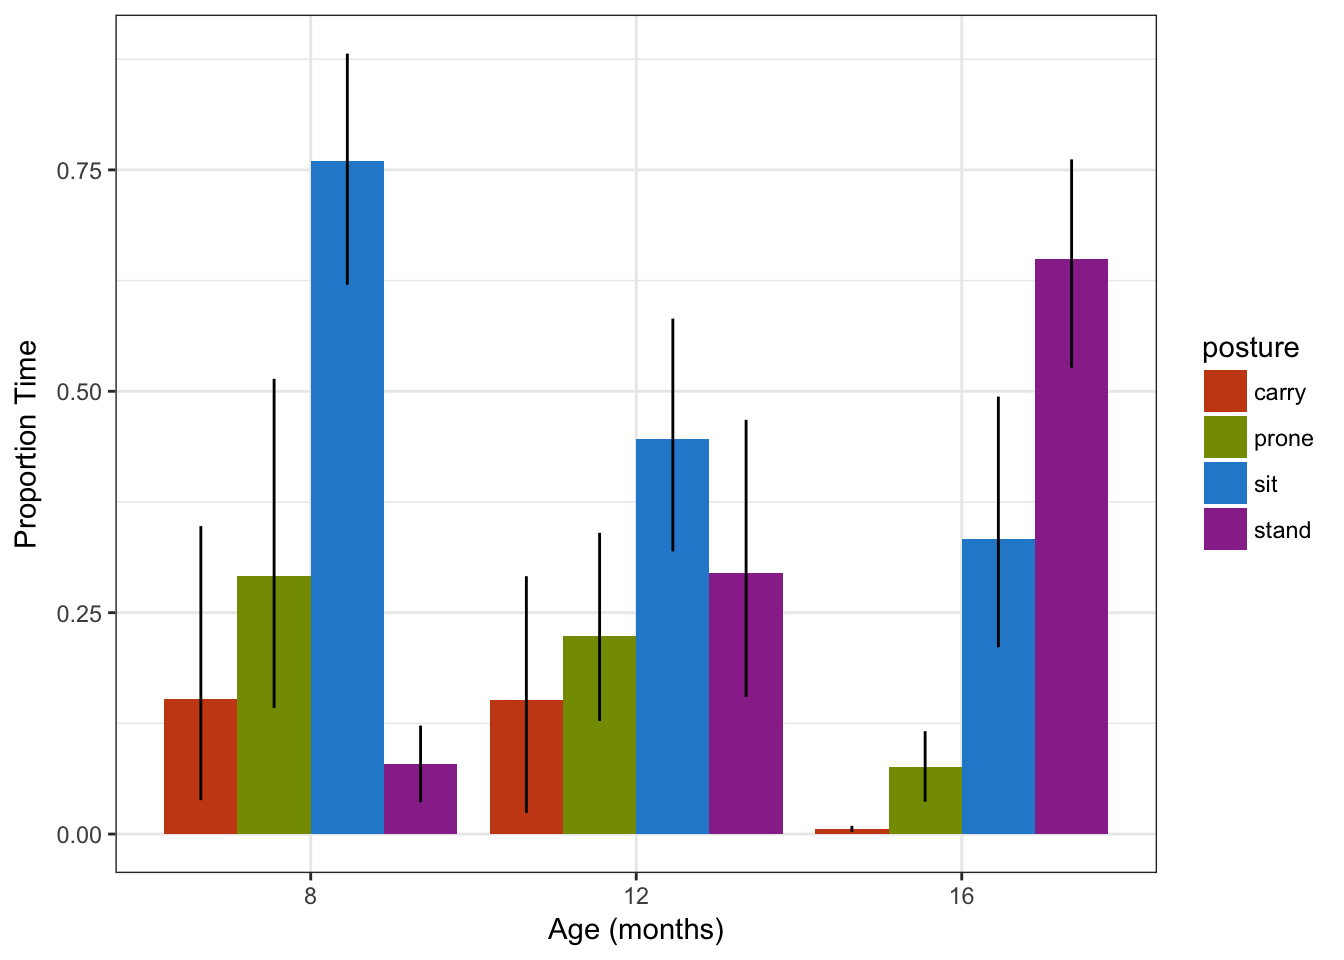 Proportion Time
0.75
0.50
0.25
0.00
8 12 16
Age (months)
posture
carry
prone
sit
stand